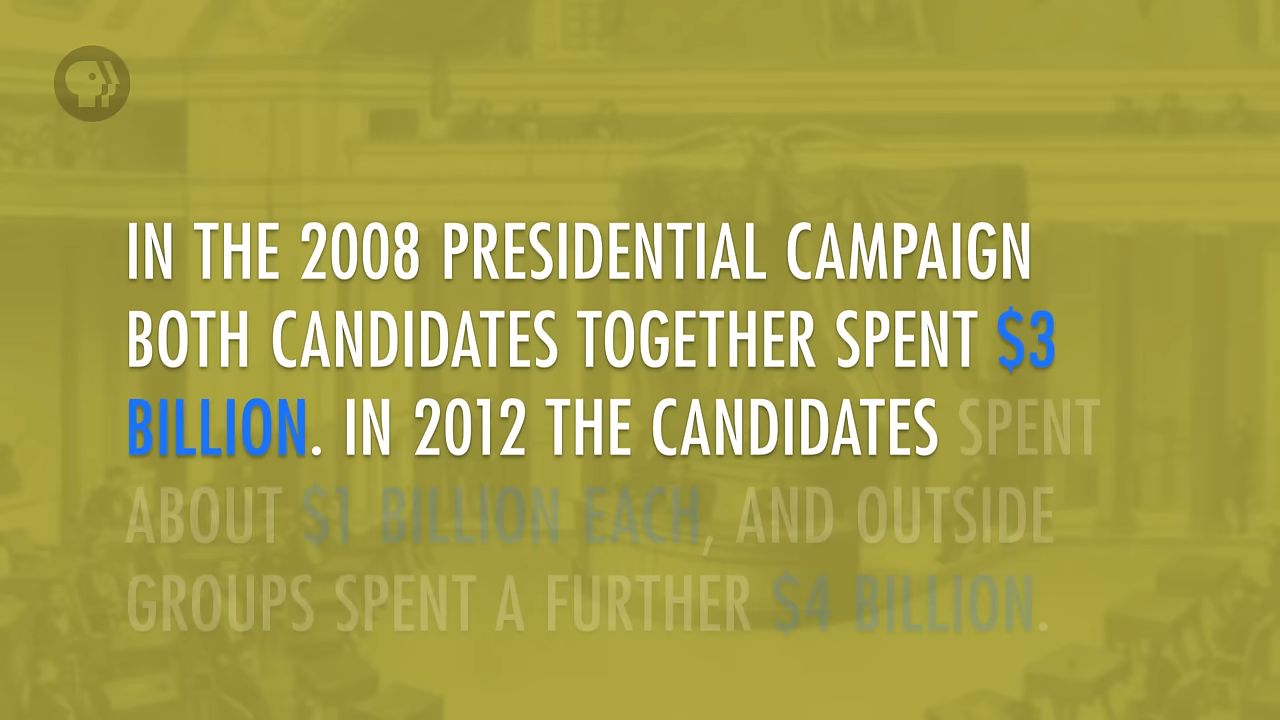 IN THE 2008 PRESIDENTIAL CAMPAIGN
BOTH CANDIDATES TOGETHER SPENT $3
BILLION. IN 2012 THE CANDIDATES SPENT
ABOUT $1 BILLION EACH, AND OUTSIDE
GROUPS SPENT A FURTHER $4 BILLION.